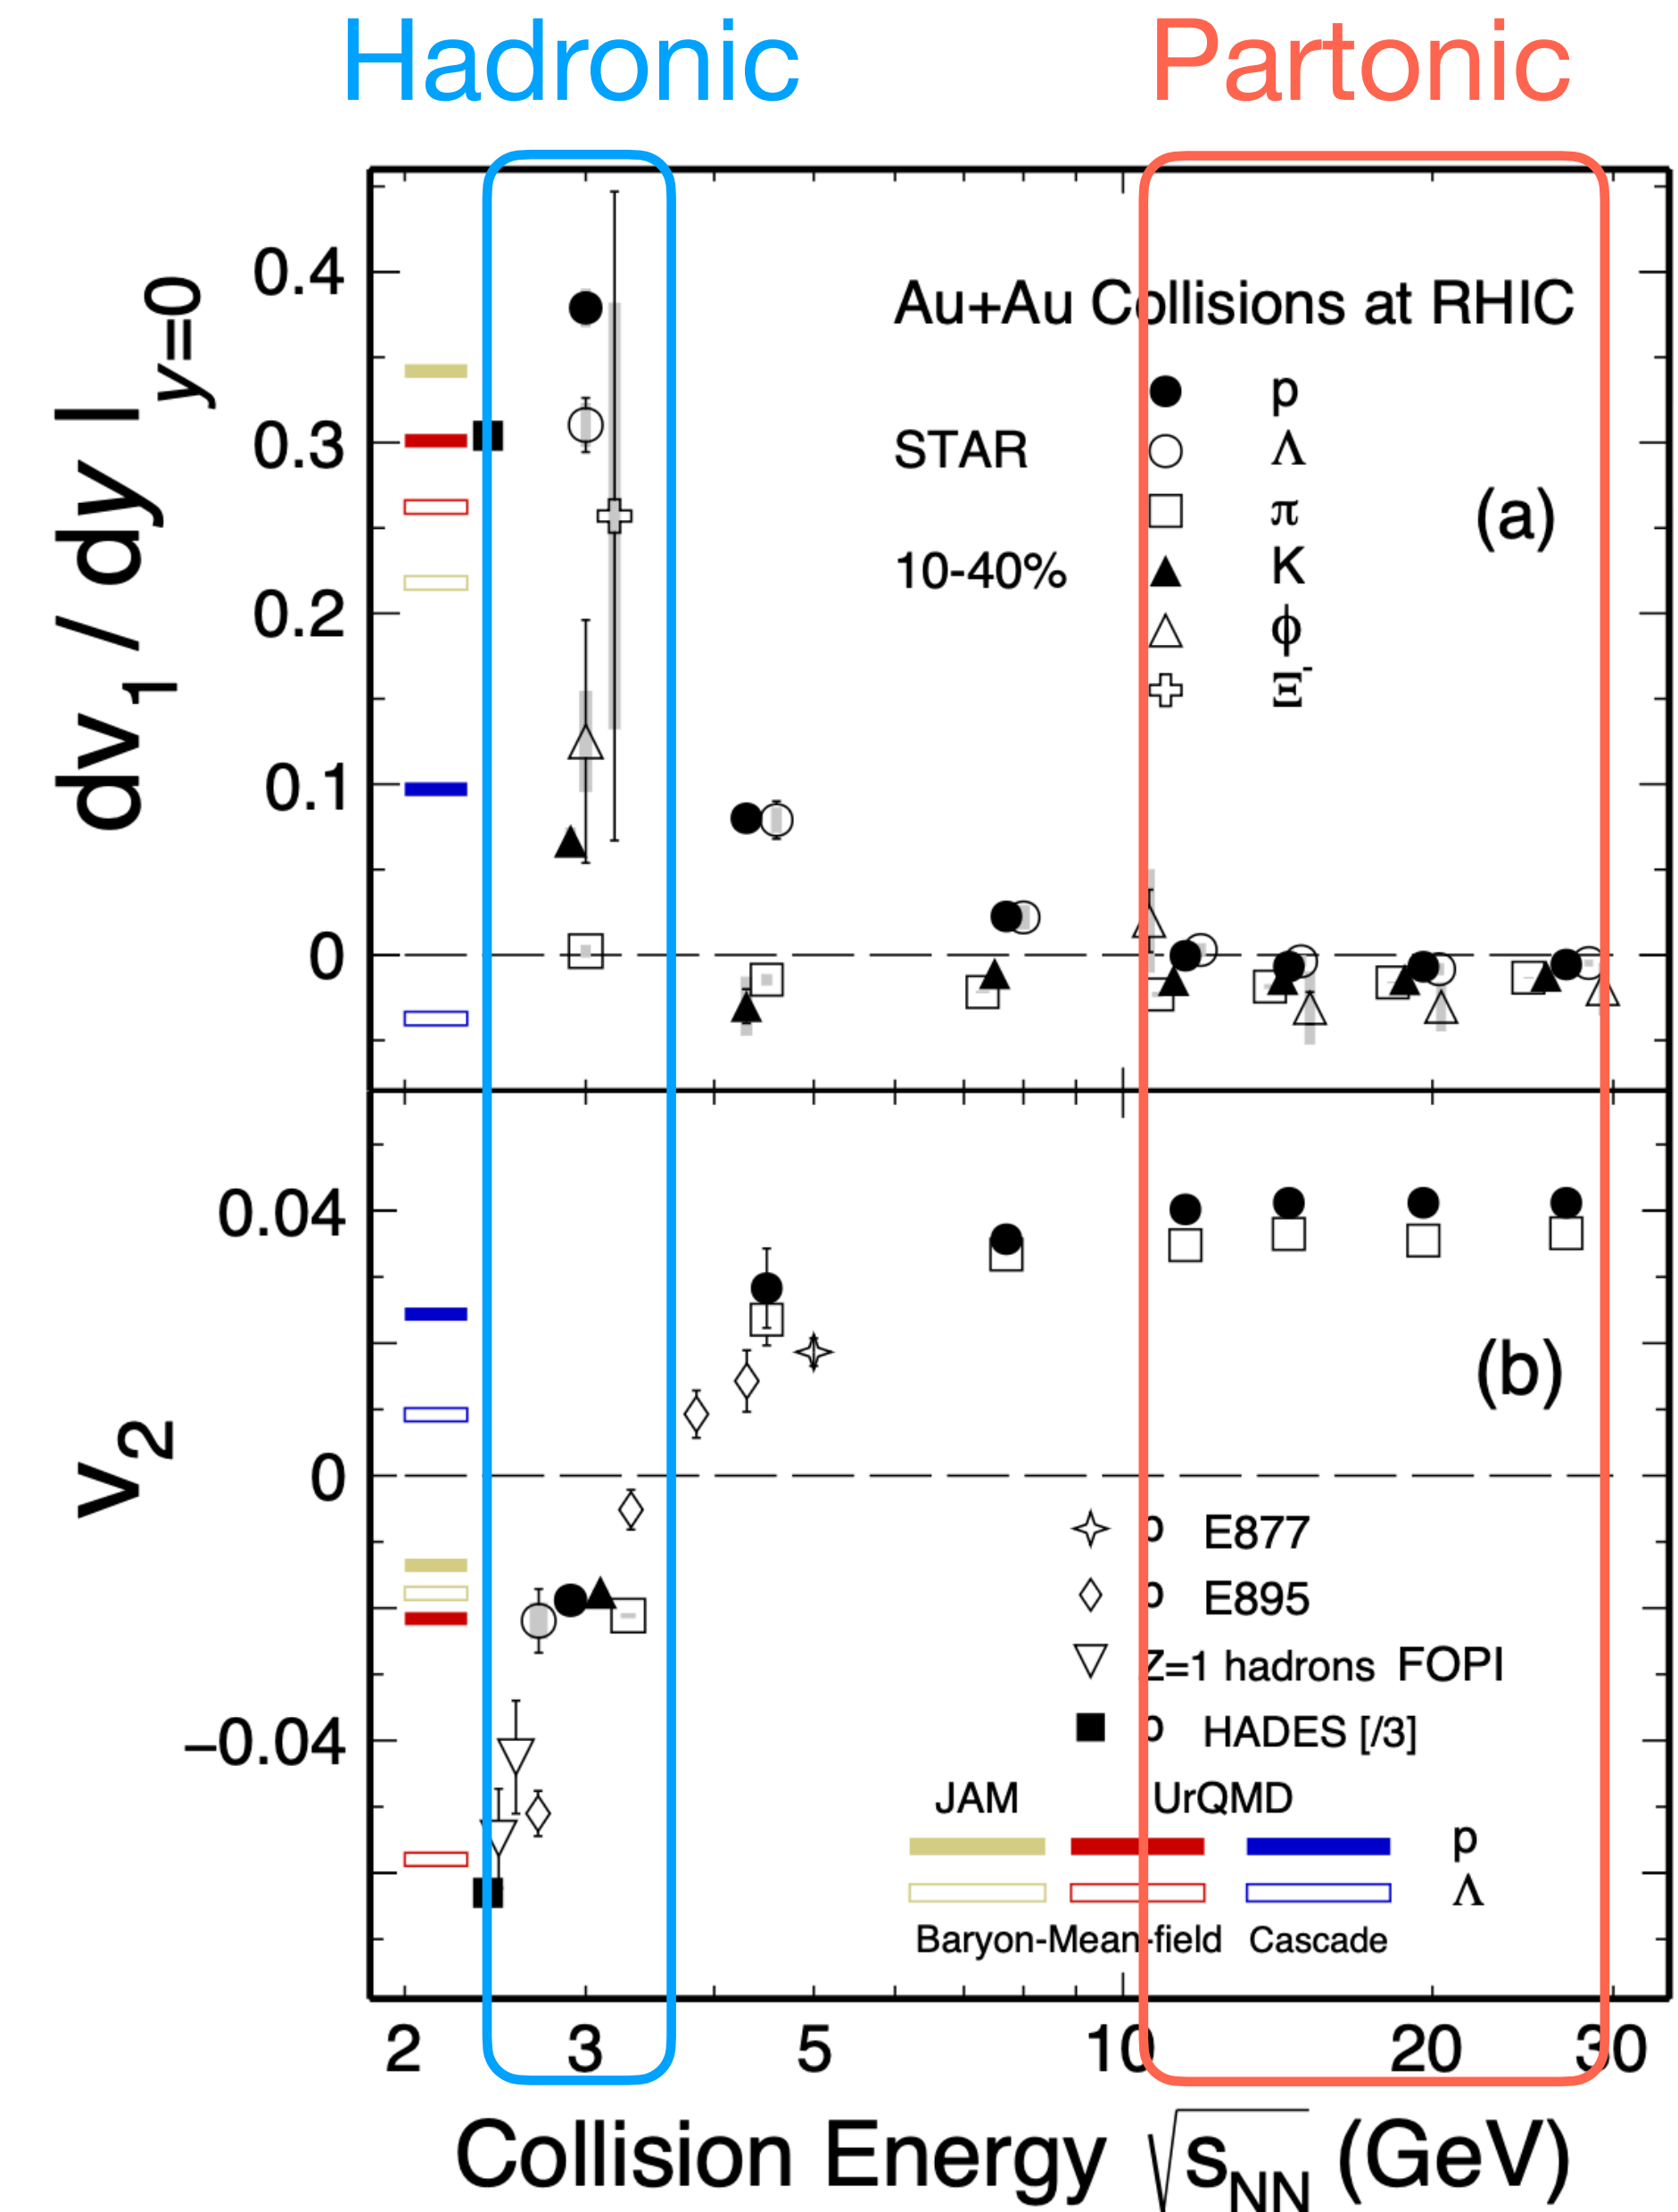 Hadronic Partonic
dv1 / dy | y=0
0.4
0.3
0.2
0.1
0
Au+Au Collisions at RHIC
p
STAR Λ
π (a)
10-40% K
ϕ
Ξ-
v2
0.04
0
−0.04
(b)
p E877
p E895
Z=1 hadrons FOPI
p HADES [/3]
JAM UrQMD
p
Λ
Baryon-Mean-field Cascade
2 3 5 10 20 30
Collision Energy √sNN (GeV)